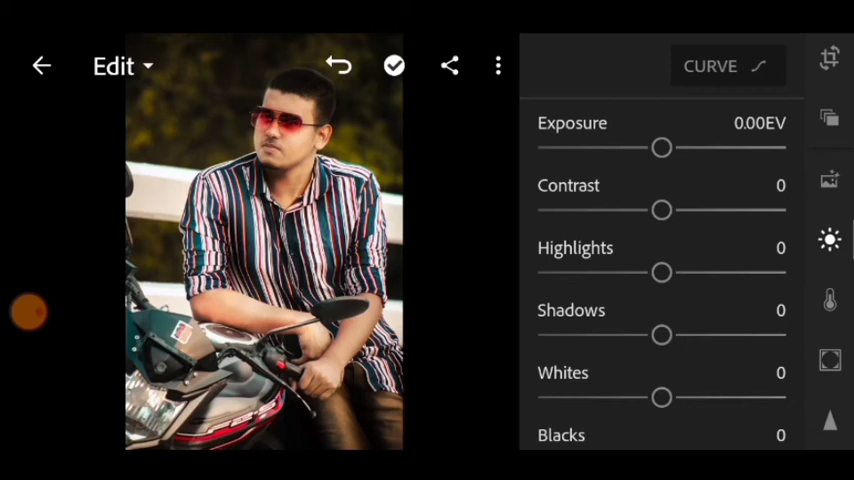 Edit
CURVE
Exposure 0.00EV
Contrast 0
Highlights 0
Shadows 0
Whites 0
Blacks 0